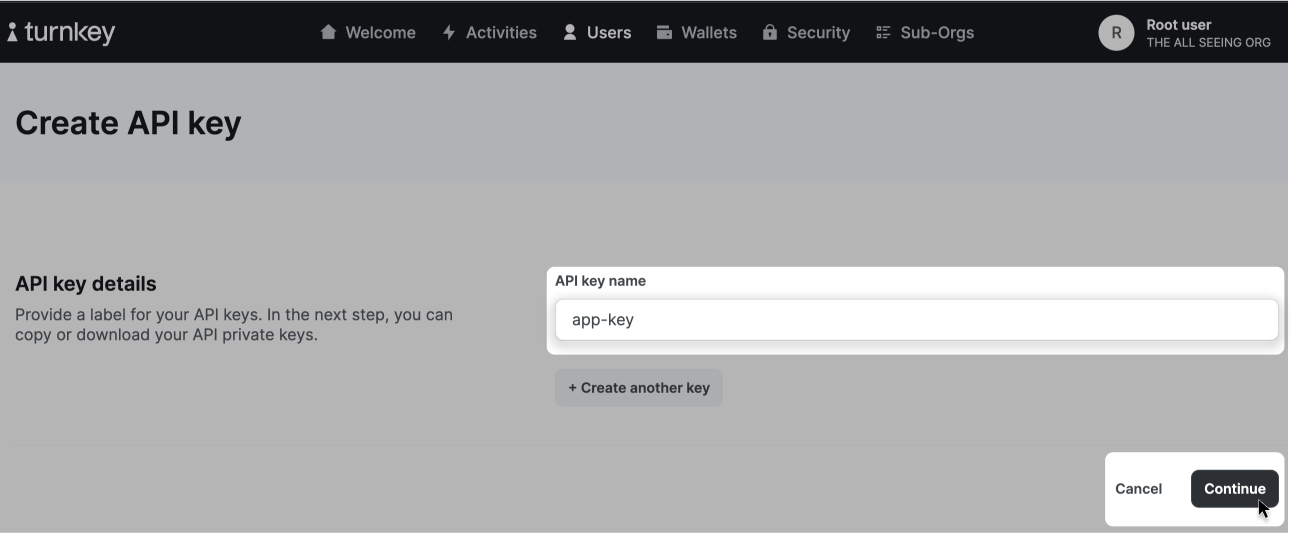 turnkey
Welcome
Activities
Users
Wallets
Security
Sub-Orgs
R
Root user
THE ALL SEEING ORG
Create API key
API key details
Provide a label for your API keys. In the next step, you can
copy or download your API private keys.
API key name
app-key
+ Create another key
Cancel
Continue